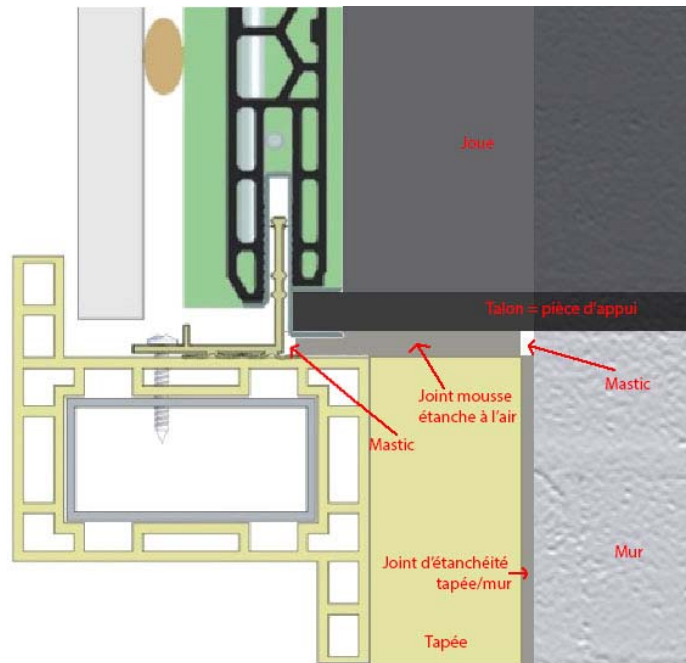 Joue
Talon = pièce d'appui
Mastic
Joint mousse
étanche à l'air
Mastic
Joint d'étanchéité
tapée/mur
Mur
Tapée